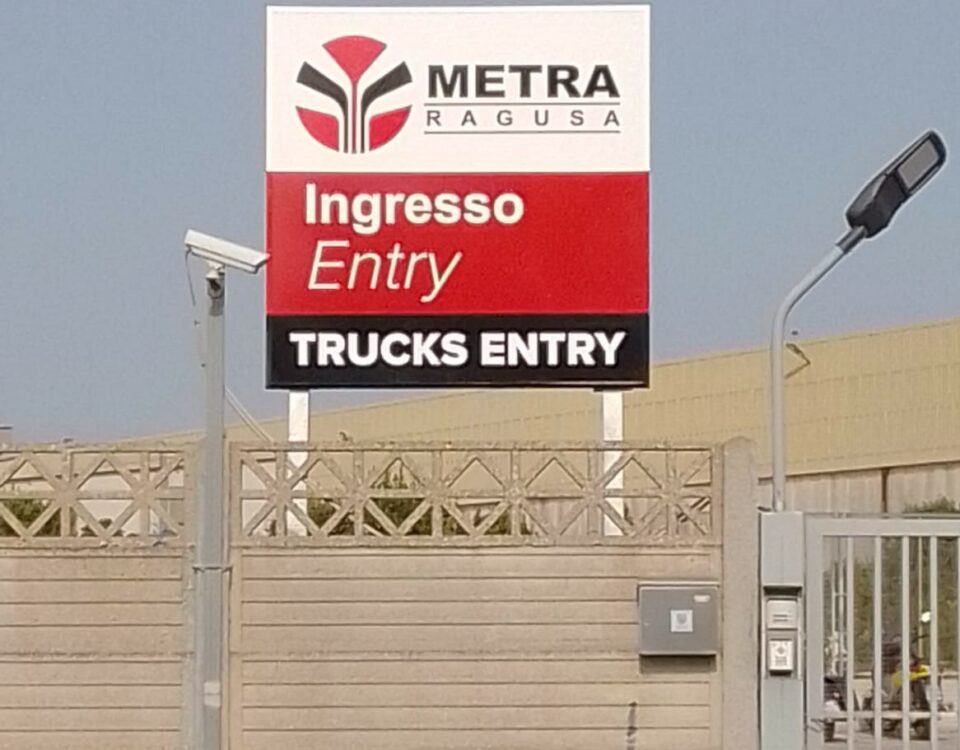 METRA
RAGUSA
Ingresso
Entry
TRUCKS ENTRY